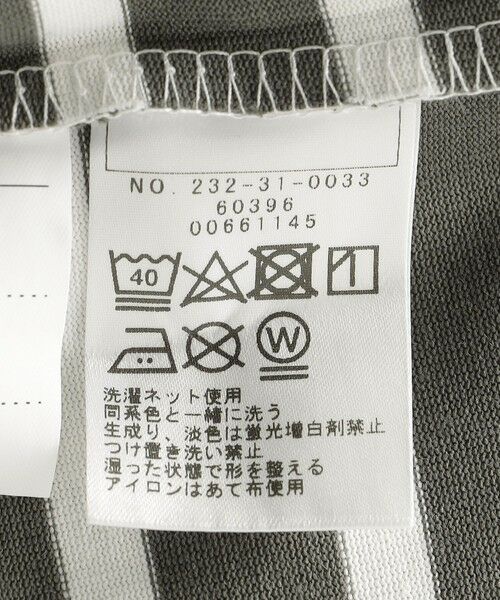 NO. 232-31-0033
60396
00661145
40
W
洗濯ネット使用
同系色と一緒に洗う
生成り、淡色は蛍光増白剤禁止
つけ置き洗い禁止
湿った状態で形を整える
アイロンはあて布使用